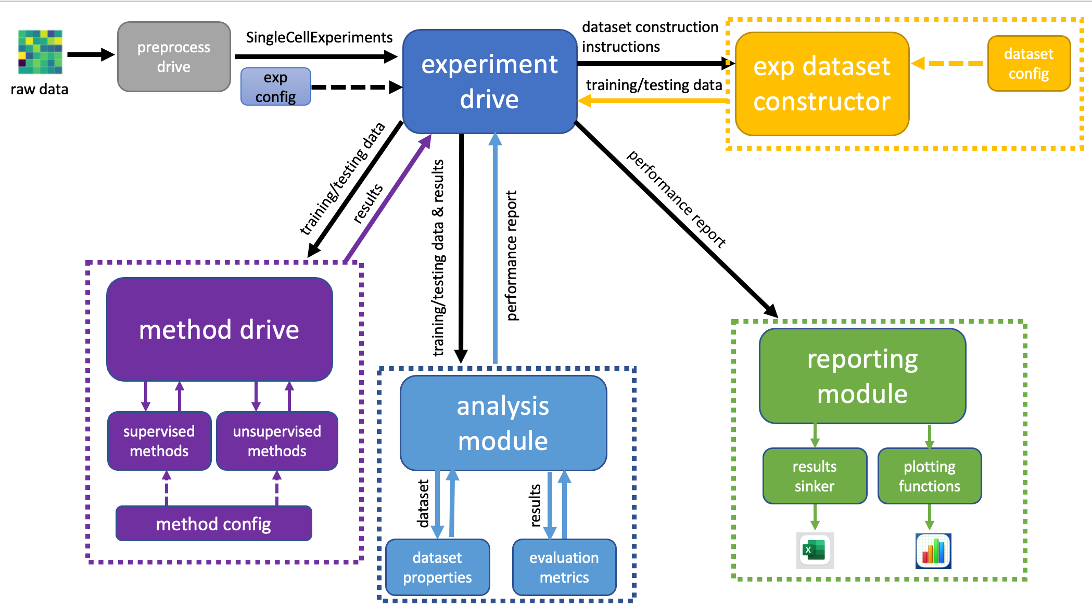 raw data
preprocess
drive
SingleCellExperiments
exp
config
experiment
drive
dataset construction
instructions
training/testing data
exp dataset
constructor
dataset
config
training/testing data
results
training/testing data & results
performance report
performance report
method drive
supervised
methods
unsupervised
methods
method config
analysis
module
dataset
results
dataset
properties
evaluation
metrics
reporting
module
results
sinker
plotting
functions
X